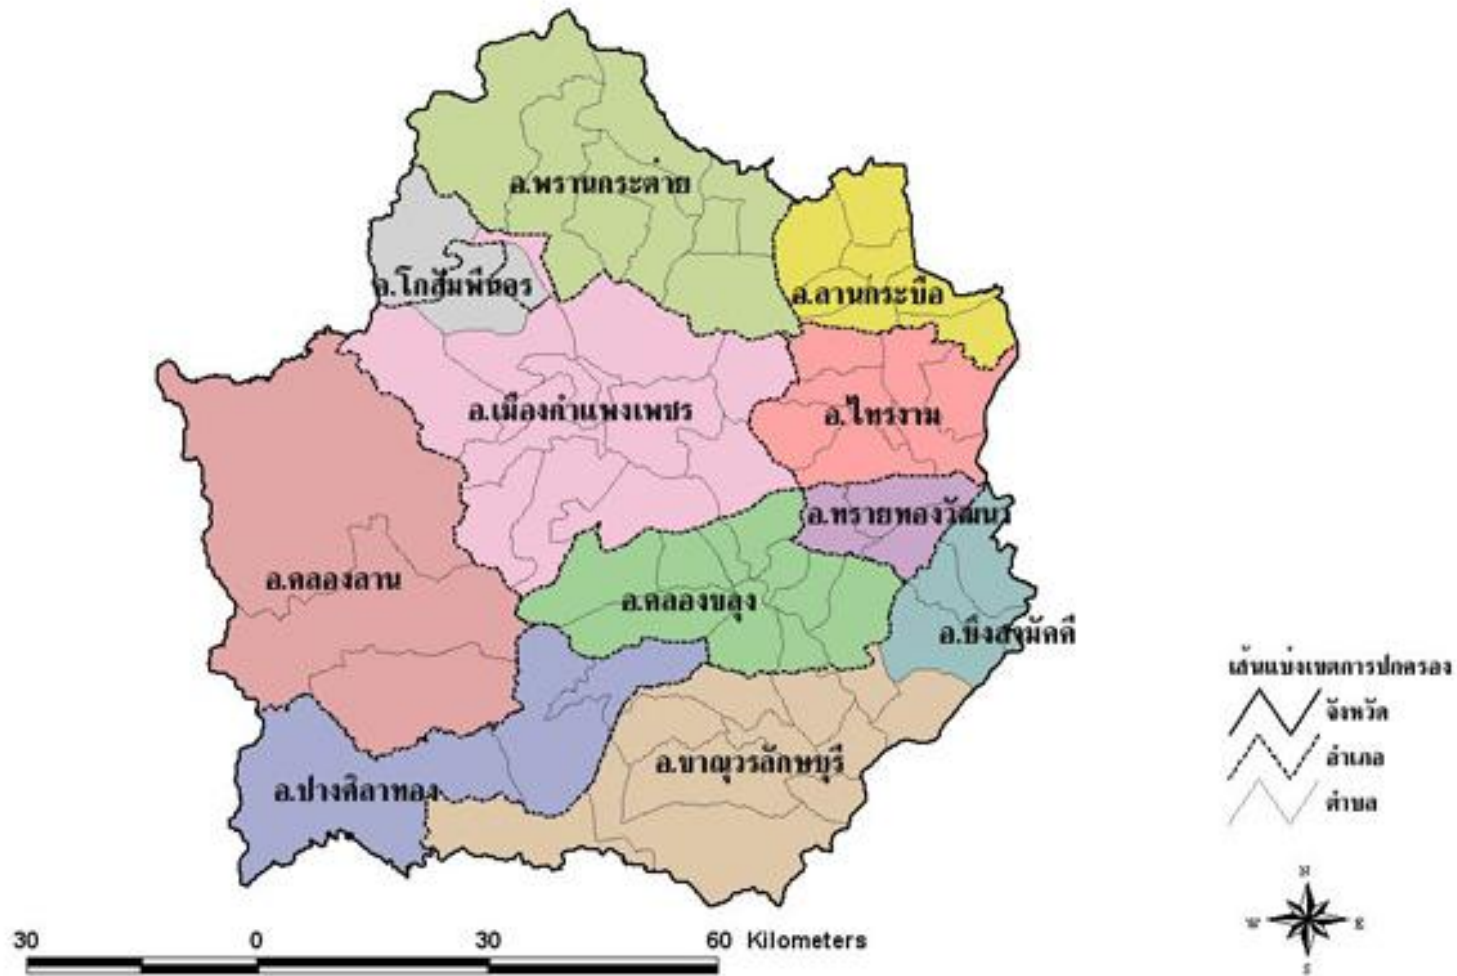 อ.พรานกระต่าย
อ.โกสัมพีนคร
อ.ลานกระบือ
อ.เมืองกำแพงเพชร
อ.ไทรงาม
อ.ทรายทองวัฒนา
อ.คลองลาน
อ.คลองขลุง
อ.บึงสามัคคี
อ.ปางศิลาทอง
อ.ขาณุวรลักษบุรี
เส้นแบ่งเขตการปกครอง
จังหวัด
อำเภอ
ตำบล
N
W E
S
30 0 30 60 Kilometers